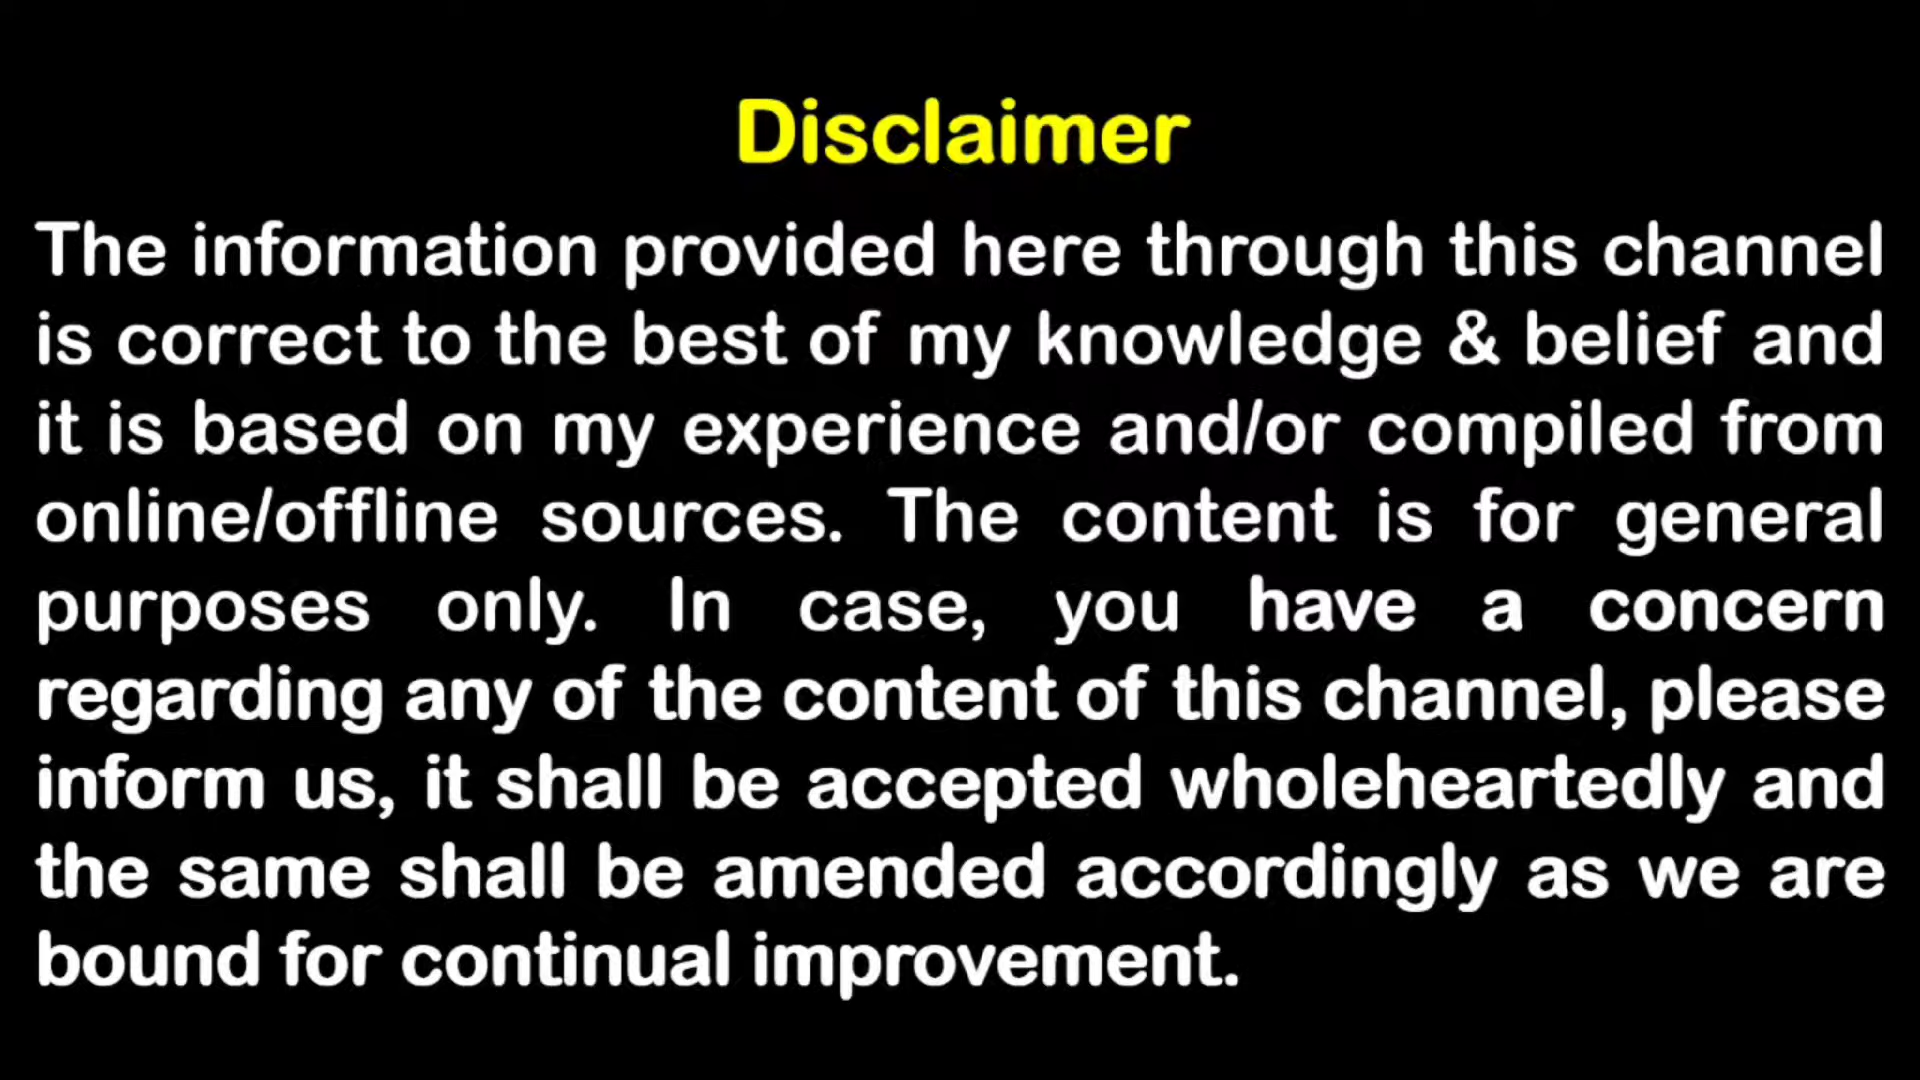 Disclaimer
The information provided here through this channel
is correct to the best of my knowledge & belief and
it is based on my experience and/or compiled from
online/offline sources. The content is for general
purposes only. In case, you have a concern
regarding any of the content of this channel, please
inform us, it shall be accepted wholeheartedly and
the same shall be amended accordingly as we are
bound for continual improvement.